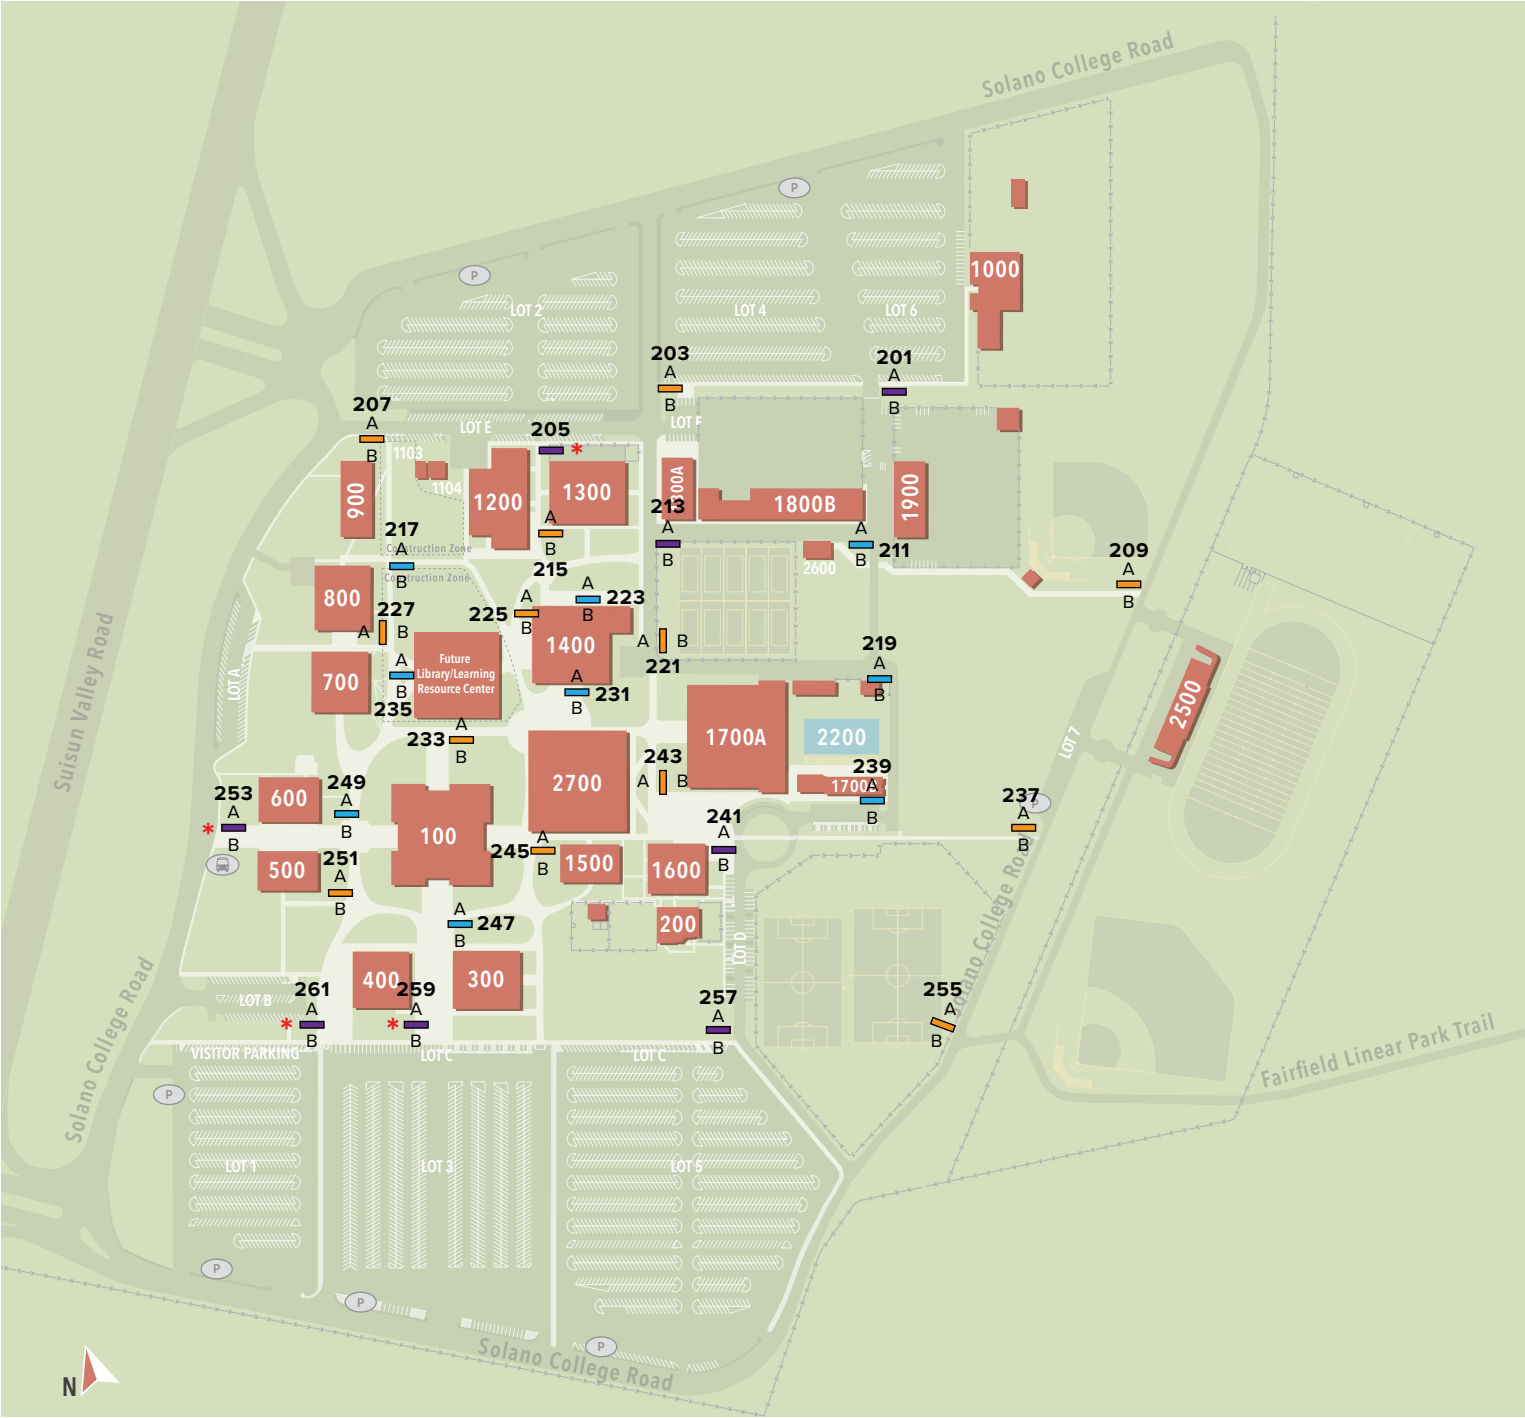 Solano College Road
P
P
1000
LOT 2
LOT 4
LOT 6
203
A
B
201
A
B
207
A
B
LOT E
205
*
LOT F
1103
1104
900
1200
1300
1800B
1900
213
A
B
A
B
215
A
B
211
2600
217
A
B
Construction Zone
Construction Zone
209
A
B
800
227
A B
225
A
B
A
B
223
1400
A B
221
219
A
B
Future
Library/Learning
Resource Center
700
A
B
235
A
B
231
LOT A
Suisun Valley Road
233
A
B
1700A
2200
2500
LOT 7
2700
243
A B
239
A
B
600
249
A
B
253
*
A
B
100
241
A
B
237
P
A
B
500
251
A
B
245
A
B
1500
1600
A
B
247
200
LOT D
Solano College Road
400
300
261
*
A
B
259
*
A
B
257
A
B
255
A
B
LOT B
VISITOR PARKING
LOT C
LOT C
Solano College Road
Fairfield Linear Park Trail
P
LOT 1
LOT 3
LOT 5
P
P
P
Solano College Road
N